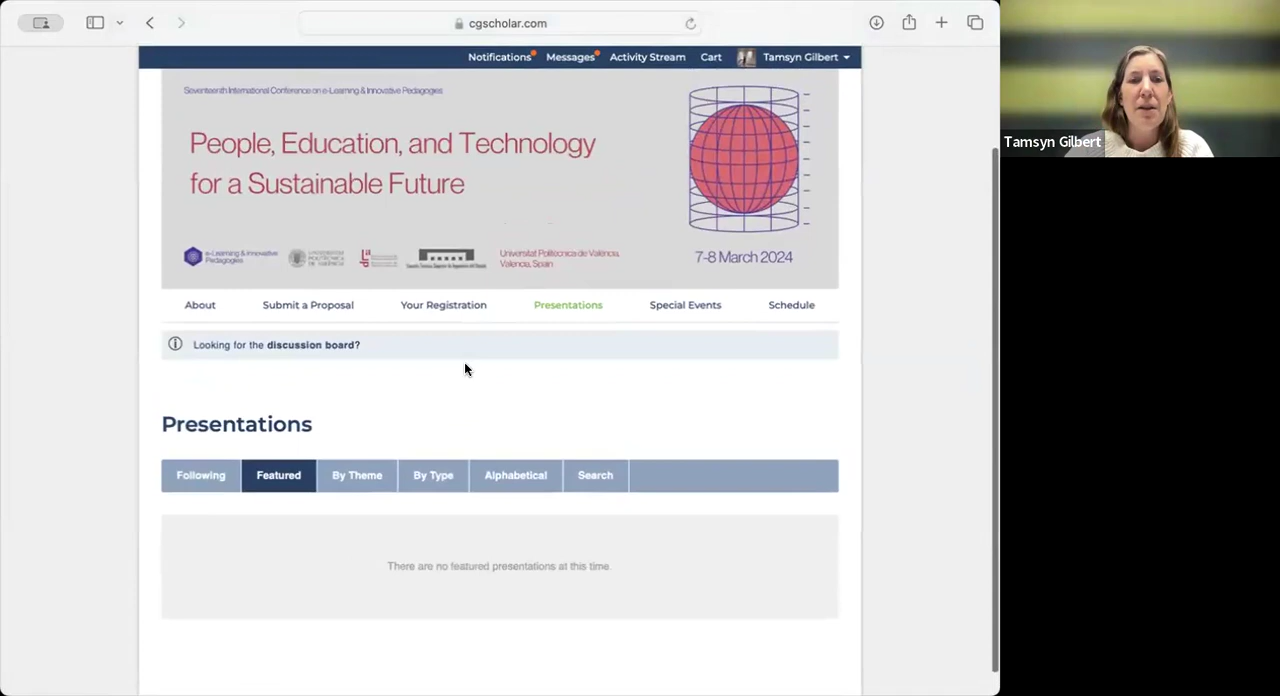 cgscholar.com
Notifications Messages Activity Stream Cart Tamsyn Gilbert
Seventeenth International Conference on e-Learning & Innovative Pedagogies
People, Education, and Technology
for a Sustainable Future
e-Learning & Innovative
Pedagogies
Universitat Politècnica de València,
Valencia, Spain
7-8 March 2024
About Submit a Proposal Your Registration Presentations Special Events Schedule
Looking for the discussion board?
Presentations
Following Featured By Theme By Type Alphabetical Search
There are no featured presentations at this time.
Tamsyn Gilbert